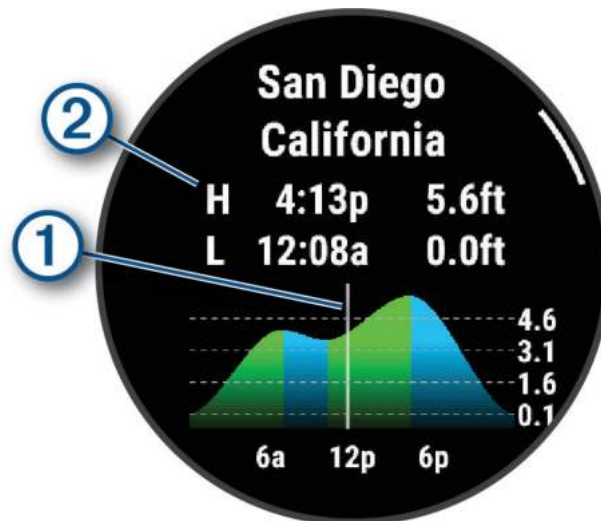 San Diego
California
② H 4:13p 5.6ft
① L 12:08a 0.0ft
4.6
3.1
1.6
0.1
6a 12p 6p